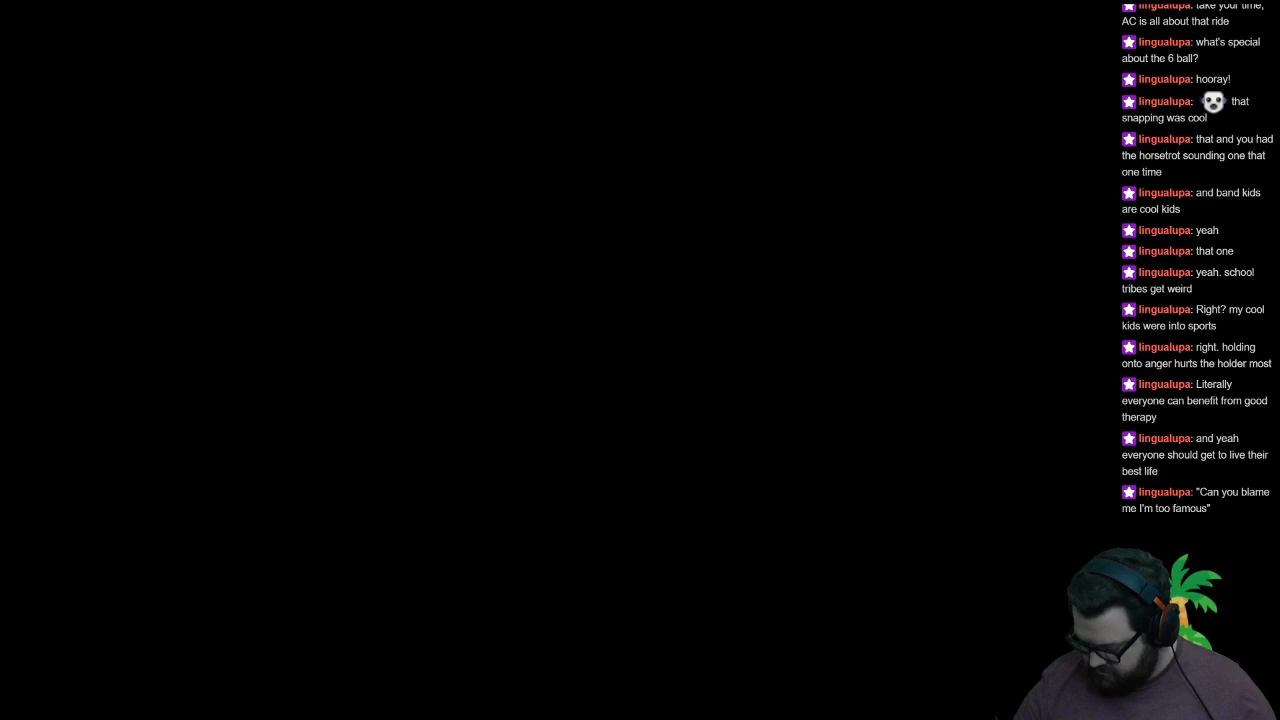 lingualupa: take your time,
AC is all about that ride
lingualupa: what's special
about the 6 ball?
lingualupa: hooray!
lingualupa: that
snapping was cool
lingualupa: that and you had
the horsetrot sounding one that
one time
lingualupa: and band kids
are cool kids
lingualupa: yeah
lingualupa: that one
lingualupa: yeah. school
tribes get weird
lingualupa: Right? my cool
kids were into sports
lingualupa: right. holding
onto anger hurts the holder most
lingualupa: Literally
everyone can benefit from good
therapy
lingualupa: and yeah
everyone should get to live their
best life
lingualupa: "Can you blame
me I'm too famous"